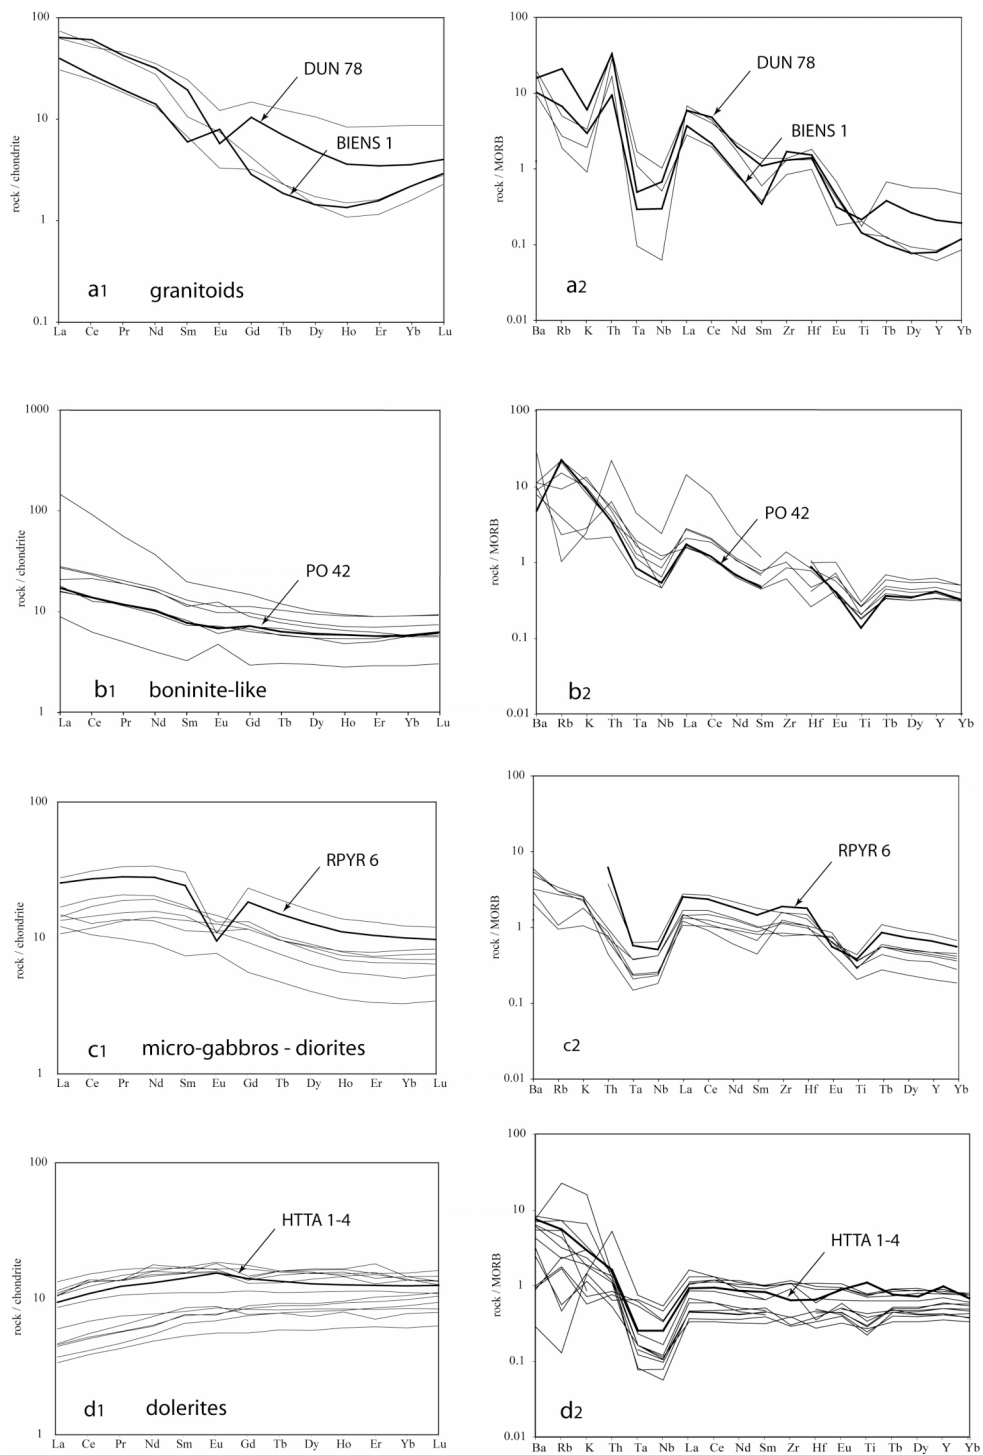 100
10
1
0.1
rock / chondrite
DUN 78
BIENS 1
a1 granitoids
La Ce Pr Nd Sm Eu Gd Tb Dy Ho Er Yb Lu
100
10
1
0.1
0.01
rock / MORB
DUN 78
BIENS 1
a2
Ba Rb K Th Ta Nb La Ce Nd Sm Zr Hf Eu Ti Tb Dy Y Yb
1000
100
10
1
rock / chondrite
PO 42
b1 boninite-like
La Ce Pr Nd Sm Eu Gd Tb Dy Ho Er Yb Lu
100
10
1
0.1
0.01
rock / MORB
PO 42
b2
Ba Rb K Th Ta Nb La Ce Nd Sm Zr Hf Eu Ti Tb Dy Y Yb
100
10
1
rock / chondrite
RPYR 6
c1 micro-gabbros - diorites
La Ce Pr Nd Sm Eu Gd Tb Dy Ho Er Yb Lu
100
10
1
0.1
0.01
rock / MORB
RPYR 6
c2
Ba Rb K Th Ta Nb La Ce Nd Sm Zr Hf Eu Ti Tb Dy Y Yb
100
10
1
rock / chondrite
HTTA 1-4
d1 dolerites
La Ce Pr Nd Sm Eu Gd Tb Dy Ho Er Yb Lu
100
10
1
0.1
0.01
rock / MORB
HTTA 1-4
d2
Ba Rb K Th Ta Nb La Ce Nd Sm Zr Hf Eu Ti Tb Dy Y Yb